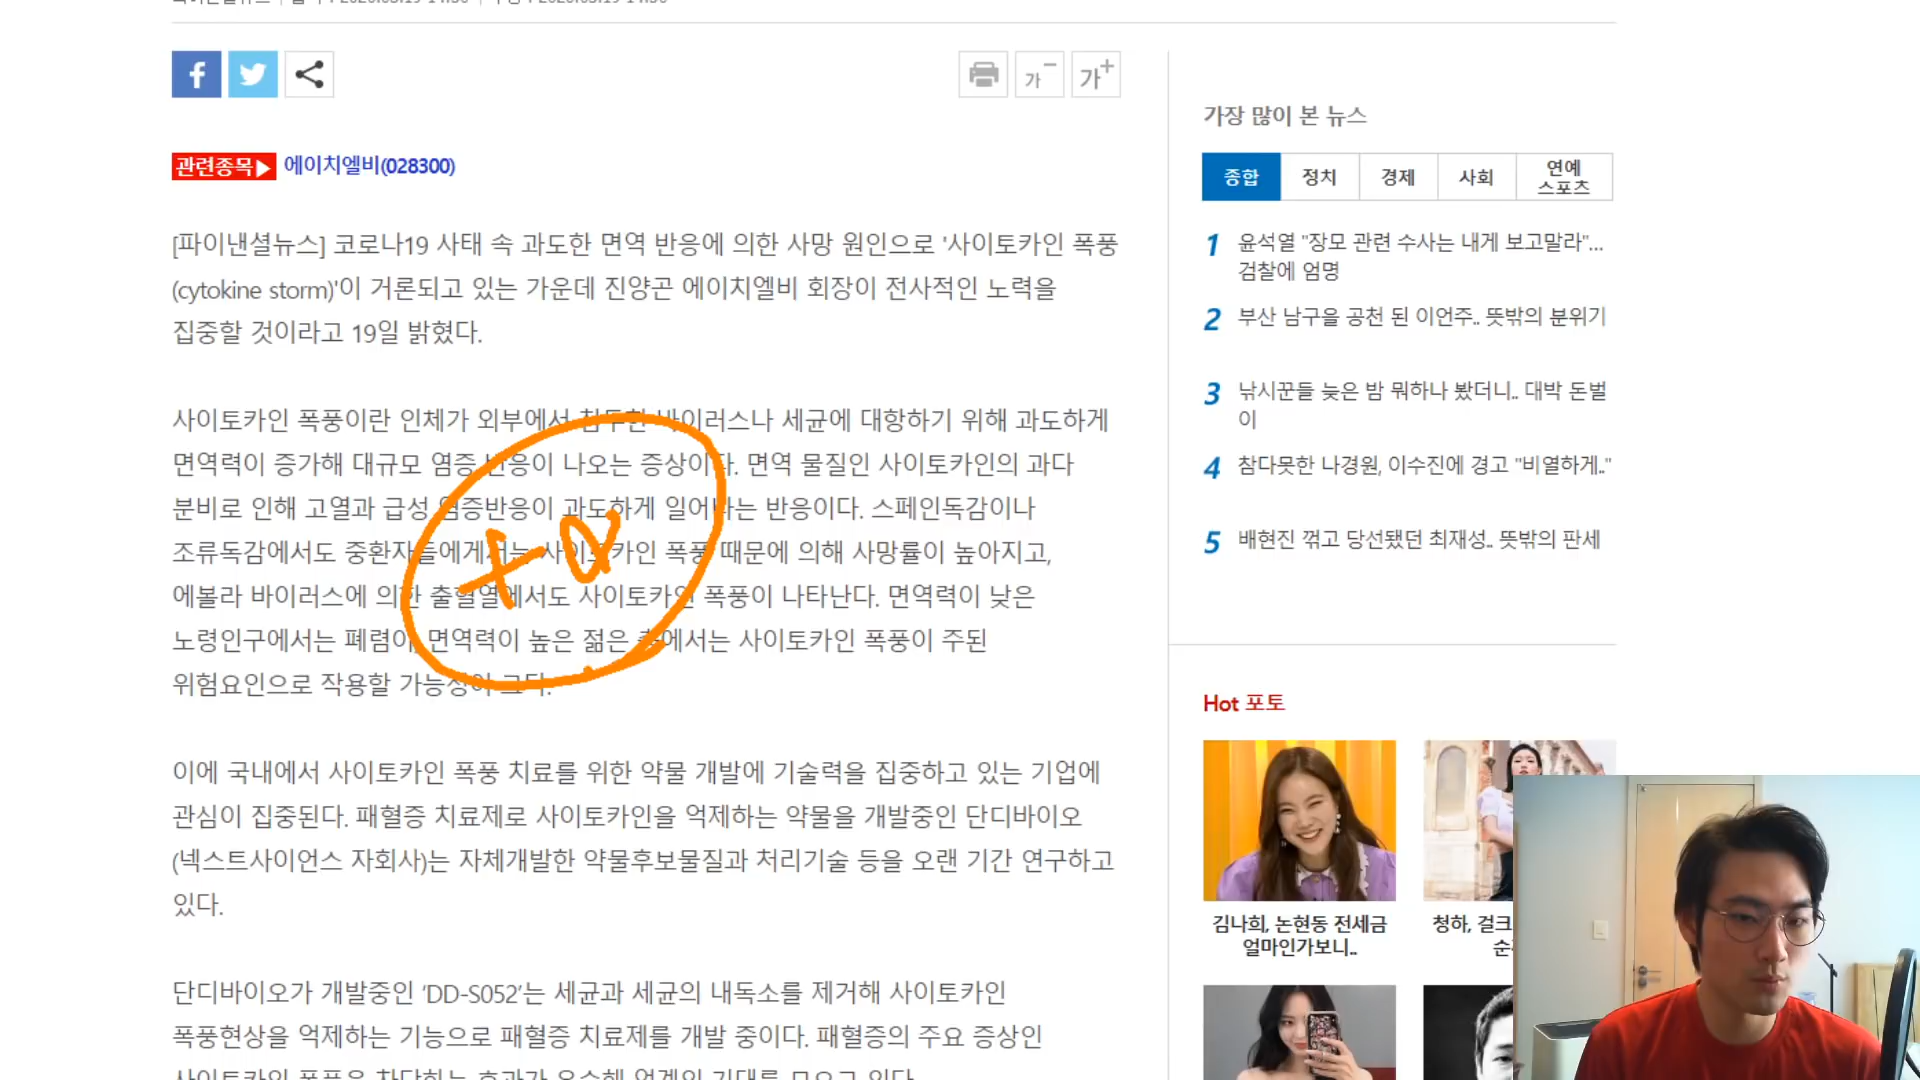 가
가
관련종목▶ 에이치엘비(028300)
[파이낸셜뉴스] 코로나19 사태 속 과도한 면역 반응에 의한 사망 원인으로 '사이토카인 폭풍
(cytokine storm)'이 거론되고 있는 가운데 진양곤 에이치엘비 회장이 전사적인 노력을
집중할 것이라고 19일 밝혔다.
사이토카인 폭풍이란 인체가 외부에서 침투한 바이러스나 세균에 대항하기 위해 과도하게
면역력이 증가해 대규모 염증 반응이 나오는 증상이다. 면역 물질인 사이토카인의 과다
분비로 인해 고열과 급성 염증반응이 과도하게 일어나는 반응이다. 스페인독감이나
조류독감에서도 중환자들에게서는 사이토카인 폭풍 때문에 의해 사망률이 높아지고,
에볼라 바이러스에 의한 출혈열에서도 사이토카인 폭풍이 나타난다. 면역력이 낮은
노령인구에서는 폐렴이, 면역력이 높은 젊은 층에서는 사이토카인 폭풍이 주된
위험요인으로 작용할 가능성이 크다.
+α
이에 국내에서 사이토카인 폭풍 치료를 위한 약물 개발에 기술력을 집중하고 있는 기업에
관심이 집중된다. 패혈증 치료제로 사이토카인을 억제하는 약물을 개발중인 단디바이오
(넥스트사이언스 자회사)는 자체개발한 약물후보물질과 처리기술 등을 오랜 기간 연구하고
있다.
단디바이오가 개발중인 ‘DD-S052’는 세균과 세균의 내독소를 제거해 사이토카인
폭풍현상을 억제하는 기능으로 패혈증 치료제를 개발 중이다. 패혈증의 주요 증상인
가장 많이 본 뉴스
종합 정치 경제 사회 연예
스포츠
1 윤석열 "장모 관련 수사는 내게 보고말라"...
검찰에 엄명
2 부산 남구을 공천 된 이언주.. 뜻밖의 분위기
3 낚시꾼들 늦은 밤 뭐하나 봤더니.. 대박 돈벌
이
4 참다못한 나경원, 이수진에 경고 "비열하게.."
5 배현진 꺾고 당선됐던 최재성.. 뜻밖의 판세
Hot 포토
김나희, 논현동 전세금
얼마인가보니..
청하, 걸크